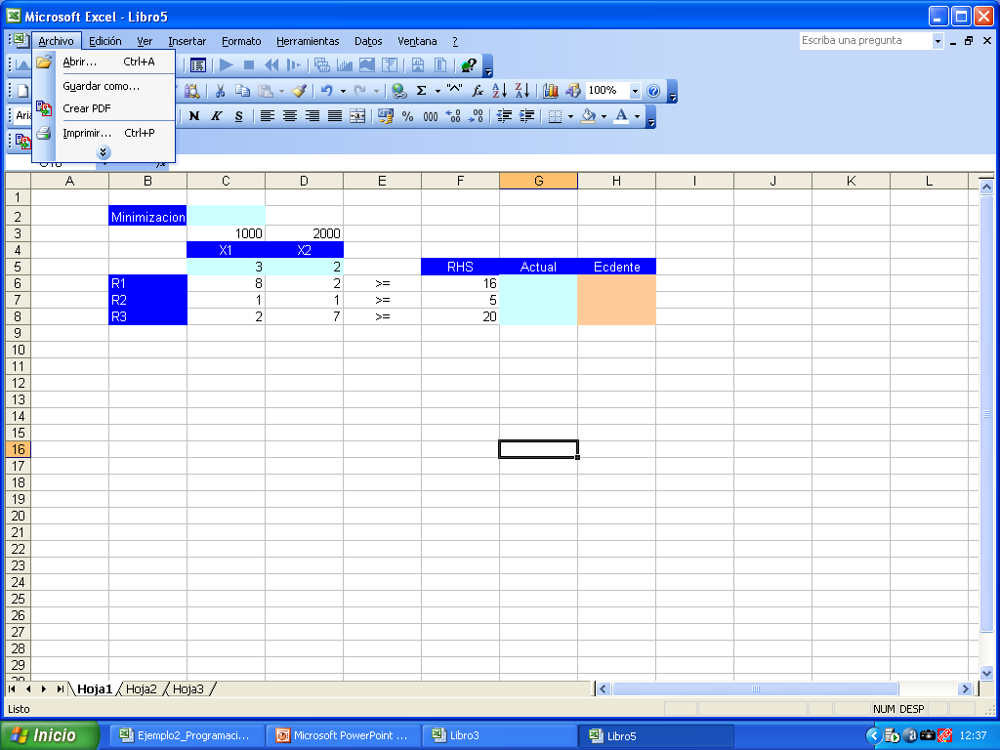 Microsoft Excel - Libro5
Archivo Edición Ver Insertar Formato Herramientas Datos Ventana ?
Escriba una pregunta
Abrir... Ctrl+A
Guardar como...
Crear PDF
Imprimir... Ctrl+P
100%
N K S % 000
A B C D E F G H I J K L
1
2 Minimizacion
3 1000 2000
4 X1 X2
5 3 2 RHS Actual Ecdente
6 R1 8 2 >= 16
7 R2 1 1 >= 5
8 R3 2 7 >= 20
9
10
11
12
13
14
15
16
17
18
19
20
21
22
23
24
25
26
27
28
29
Hoja1 Hoja2 Hoja3
Listo
NUM DESP
Inicio Ejemplo2_Programaci... Microsoft PowerPoint ... Libro3 Libro5 12:37